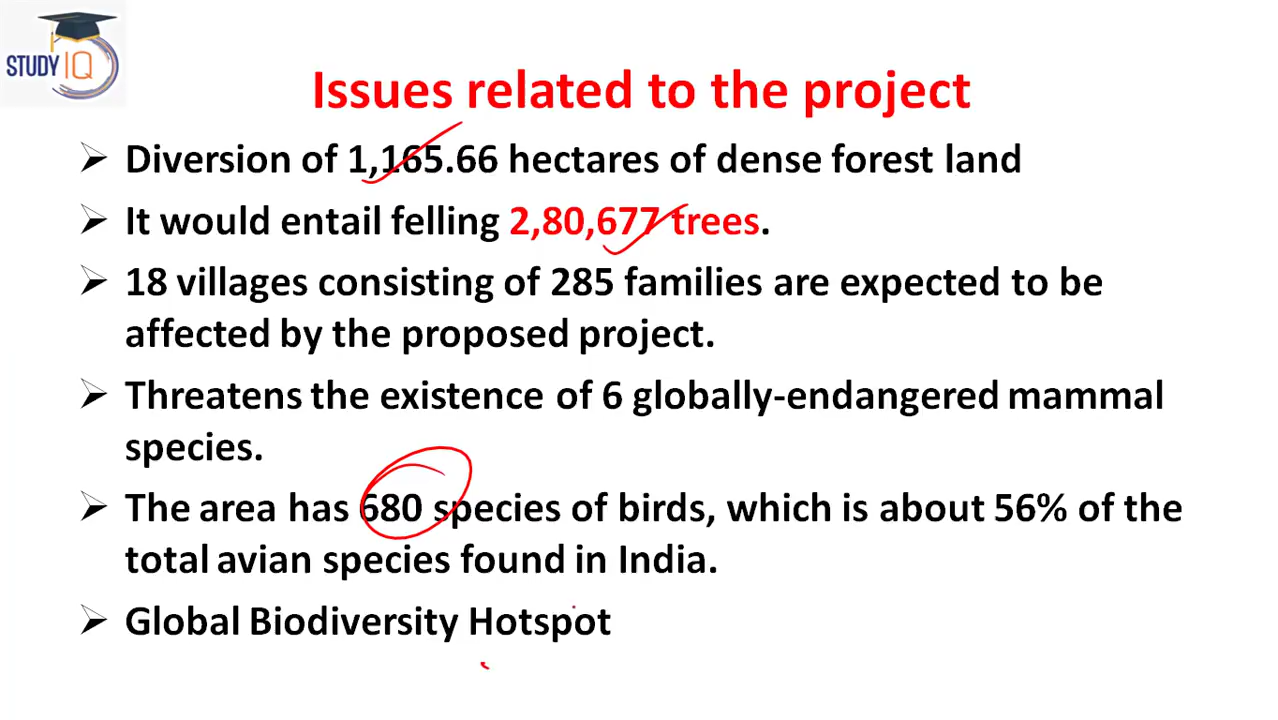 STUDY IQ
Issues related to the project
Diversion of 1,165.66 hectares of dense forest land
It would entail felling 2,80,677 trees.
18 villages consisting of 285 families are expected to be
affected by the proposed project.
Threatens the existence of 6 globally-endangered mammal
species.
The area has 680 species of birds, which is about 56% of the
total avian species found in India.
Global Biodiversity Hotspot